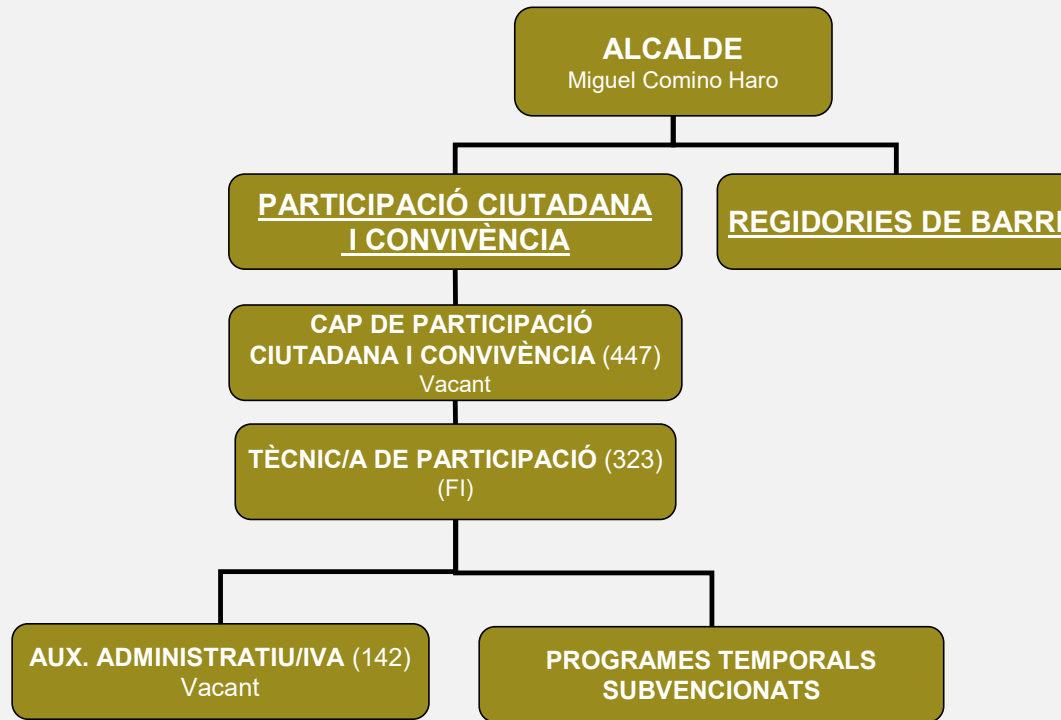 ALCALDE
Miguel Comino Haro
PARTICIPACIÓ CIUTADANA
I CONVIVÈNCIA
REGIDORIES DE BARRI
CAP DE PARTICIPACIÓ
CIUTADANA I CONVIVÈNCIA (447)
Vacant
TÈCNIC/A DE PARTICIPACIÓ (323)
(FI)
AUX. ADMINISTRATIU/IVA (142)
Vacant
PROGRAMES TEMPORALS
SUBVENCIONATS